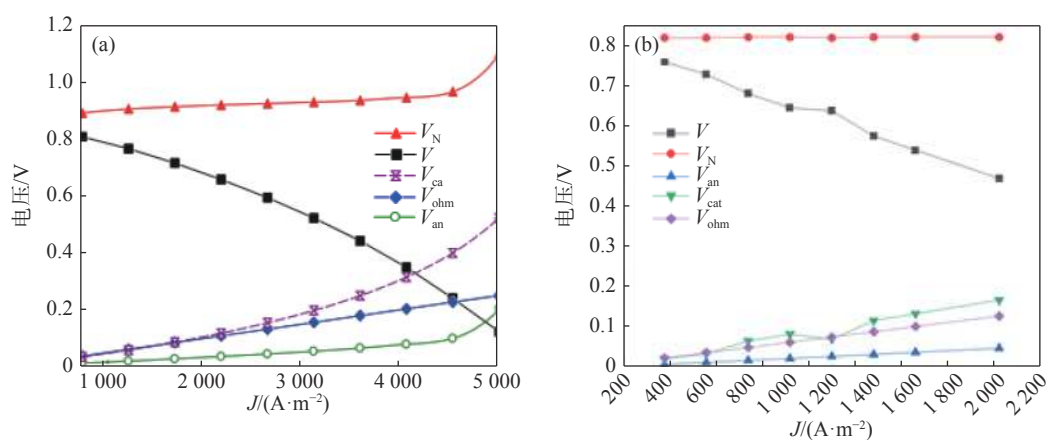 (a)
1.2
1.0
0.8
0.6
0.4
0.2
0
电压/V
V_N
V
V_ca
V_ohm
V_an
1 000 2 000 3 000 4 000 5 000
J/(A·m⁻²)
(b)
0.8
0.7
0.6
0.5
0.4
0.3
0.2
0.1
0
电压/V
V
V_N
V_an
V_cat
V_ohm
200 400 600 800 1 000 1 200 1 400 1 600 1 800 2 000 2 200
J/(A·m⁻²)